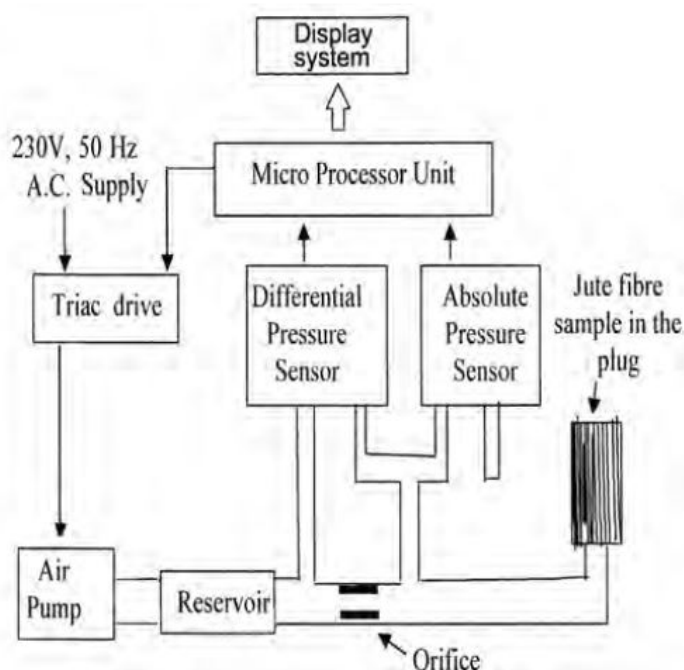 Display
system
230V, 50 Hz
A.C. Supply
Micro Processor Unit
Triac drive
Differential
Pressure
Sensor
Absolute
Pressure
Sensor
Jute fibre
sample in the
plug
Air
Pump
Reservoir
Orifice